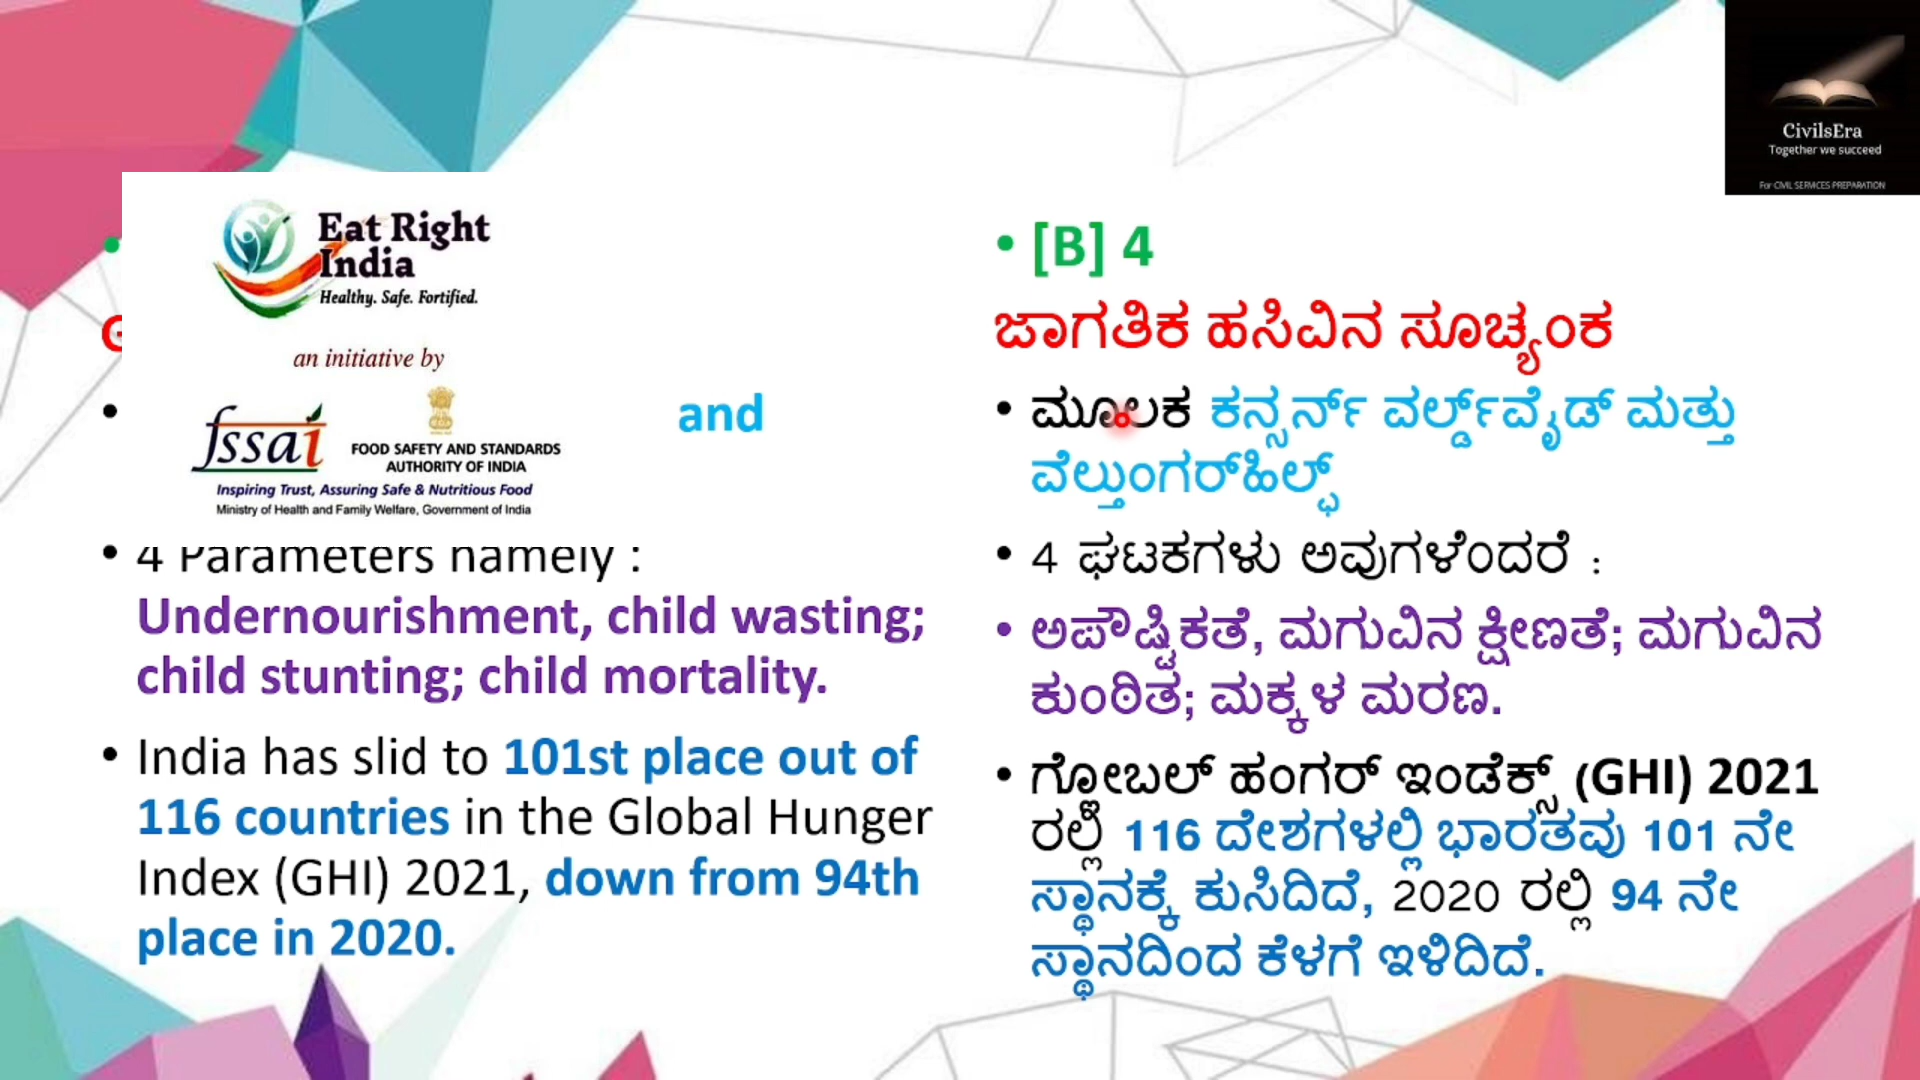 CivilsEra
Together we succeed
For CIVIL SERVICES PREPARATION
Eat Right
India
Healthy. Safe. Fortified.
an initiative by
fssai
FOOD SAFETY AND STANDARDS
AUTHORITY OF INDIA
Inspiring Trust, Assuring Safe & Nutritious Food
Ministry of Health and Family Welfare, Government of India
and
• 4 Parameters namely :
Undernourishment, child wasting;
child stunting; child mortality.
• India has slid to 101st place out of
116 countries in the Global Hunger
Index (GHI) 2021, down from 94th
place in 2020.
• [B] 4
ಜಾಗತಿಕ ಹಸಿವಿನ ಸೂಚ್ಯಂಕ
• ಮೂಲಕ ಕನ್ಸರ್ನ್ ವರ್ಲ್ಡ್‌ವೈಡ್ ಮತ್ತು
ವೆಲ್ತುಂಗರ್‌ಹಿಲ್ಫ್
• 4 ಘಟಕಗಳು ಅವುಗಳೆಂದರೆ :
• ಅಪೌಷ್ಟಿಕತೆ, ಮಗುವಿನ ಕ್ಷೀಣತೆ; ಮಗುವಿನ
ಕುಂಠಿತ; ಮಕ್ಕಳ ಮರಣ.
• ಗ್ಲೋಬಲ್ ಹಂಗರ್ ಇಂಡೆಕ್ಸ್ (GHI) 2021
ರಲ್ಲಿ 116 ದೇಶಗಳಲ್ಲಿ ಭಾರತವು 101 ನೇ
ಸ್ಥಾನಕ್ಕೆ ಕುಸಿದಿದೆ, 2020 ರಲ್ಲಿ 94 ನೇ
ಸ್ಥಾನದಿಂದ ಕೆಳಗೆ ಇಳಿದಿದೆ.